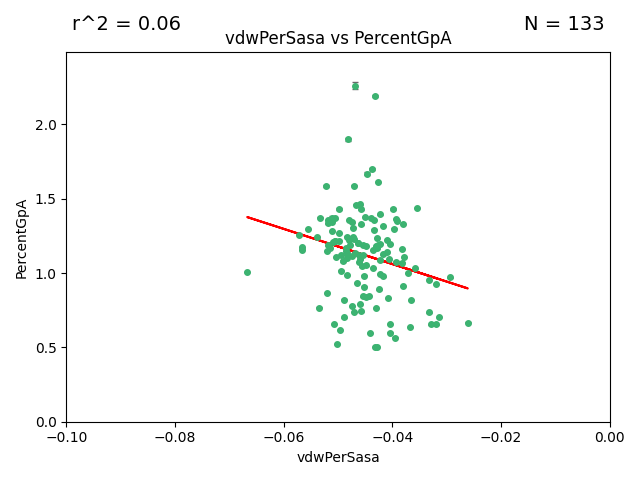 r^2 = 0.06
N = 133
vdwPerSasa vs PercentGpA
PercentGpA
2.0
1.5
1.0
0.5
0.0
−0.10
−0.08
−0.06
−0.04
−0.02
0.00
vdwPerSasa